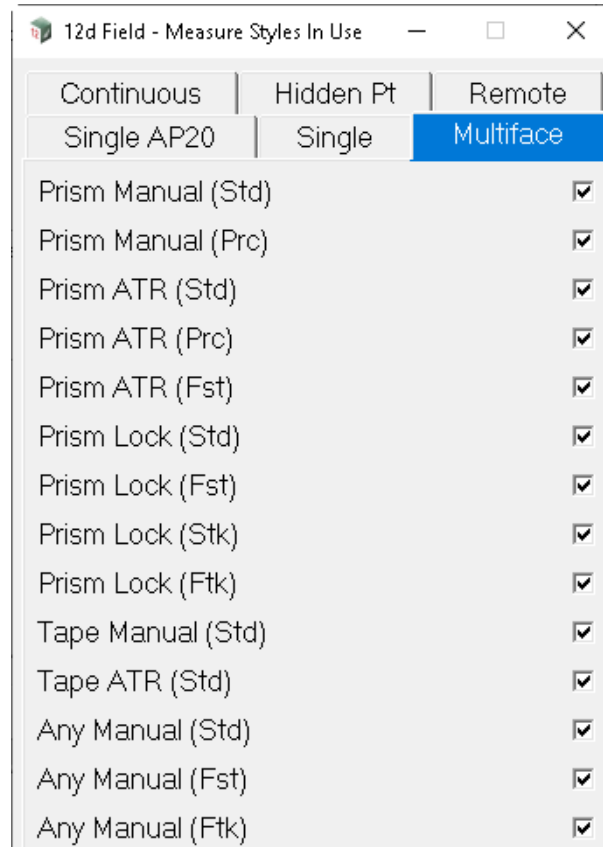 12d Field - Measure Styles In Use
Continuous Hidden Pt Remote
Single AP20 Single Multiface
Prism Manual (Std)
Prism Manual (Prc)
Prism ATR (Std)
Prism ATR (Prc)
Prism ATR (Fst)
Prism Lock (Std)
Prism Lock (Fst)
Prism Lock (Stk)
Prism Lock (Ftk)
Tape Manual (Std)
Tape ATR (Std)
Any Manual (Std)
Any Manual (Fst)
Any Manual (Ftk)